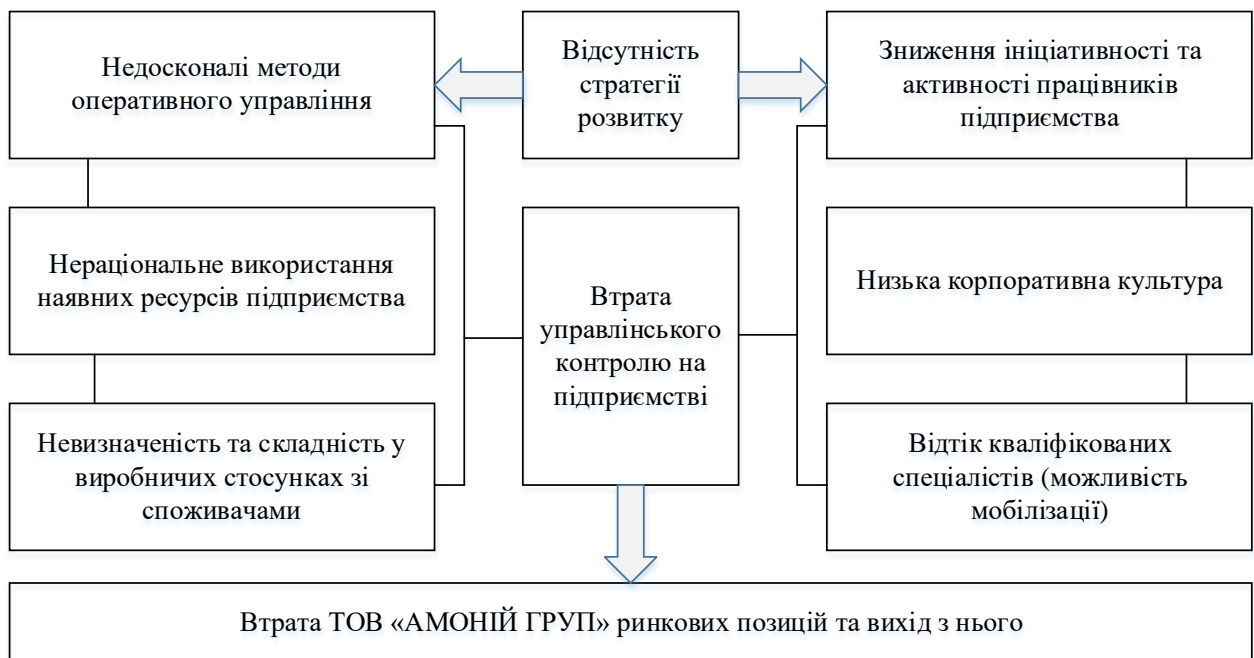 Недосконалі методи
оперативного управління
Відсутність
стратегії
розвитку
Зниження ініціативності та
активності працівників
підприємства
Нераціональне використання
наявних ресурсів підприємства
Втрата
управлінського
контролю на
підприємстві
Низька корпоративна культура
Невизначеність та складність у
виробничих стосунках зі
споживачами
Відтік кваліфікованих
спеціалістів (можливість
мобілізації)
Втрата ТОВ «АМОНІЙ ГРУП» ринкових позицій та вихід з нього